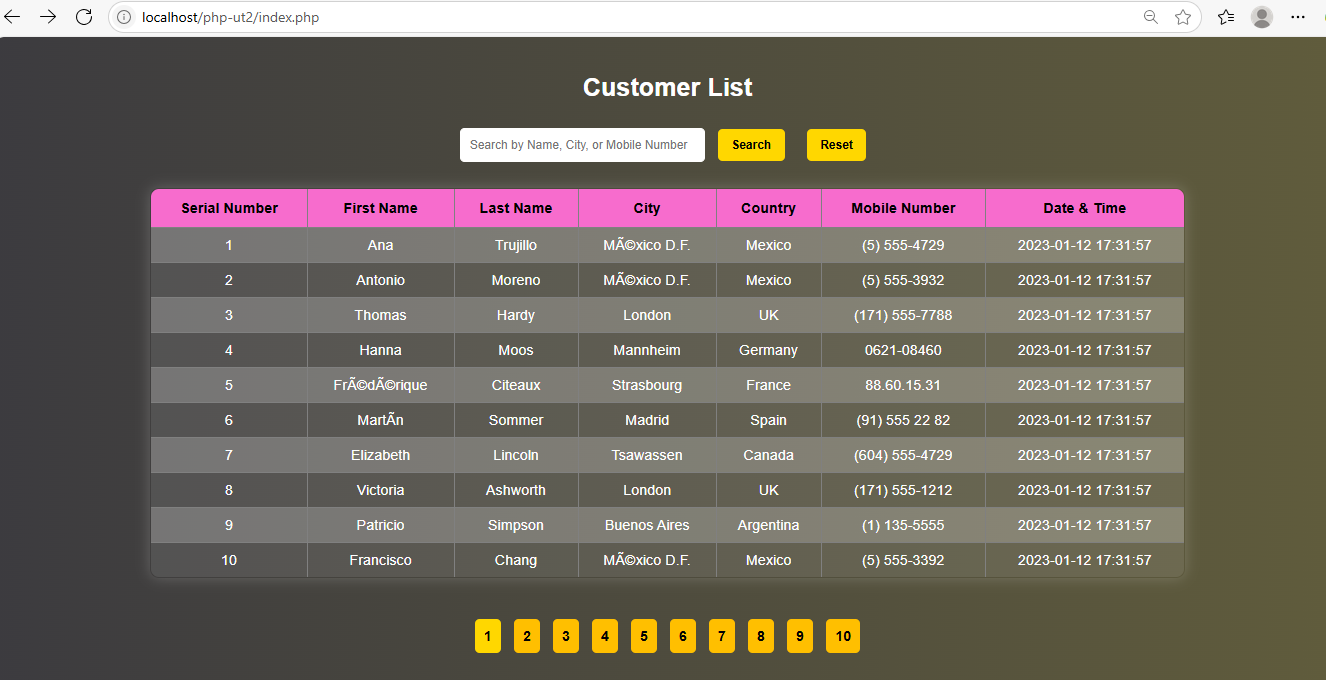 localhost/php-ut2/index.php
Customer List
Search by Name, City, or Mobile Number Search Reset
Serial Number First Name Last Name City Country Mobile Number Date & Time
1 Ana Trujillo MÃ©xico D.F. Mexico (5) 555-4729 2023-01-12 17:31:57
2 Antonio Moreno MÃ©xico D.F. Mexico (5) 555-3932 2023-01-12 17:31:57
3 Thomas Hardy London UK (171) 555-7788 2023-01-12 17:31:57
4 Hanna Moos Mannheim Germany 0621-08460 2023-01-12 17:31:57
5 FrÃ©dÃ©rique Citeaux Strasbourg France 88.60.15.31 2023-01-12 17:31:57
6 MartÃn Sommer Madrid Spain (91) 555 22 82 2023-01-12 17:31:57
7 Elizabeth Lincoln Tsawassen Canada (604) 555-4729 2023-01-12 17:31:57
8 Victoria Ashworth London UK (171) 555-1212 2023-01-12 17:31:57
9 Patricio Simpson Buenos Aires Argentina (1) 135-5555 2023-01-12 17:31:57
10 Francisco Chang MÃ©xico D.F. Mexico (5) 555-3392 2023-01-12 17:31:57
1 2 3 4 5 6 7 8 9 10